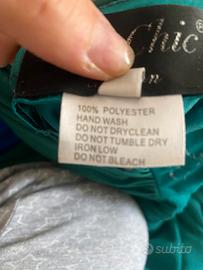 Chic®
100% POLYESTER
HAND WASH
DO NOT DRYCLEAN
DO NOT TUMBLE DRY
IRON LOW
DO NOT BLEACH
subito